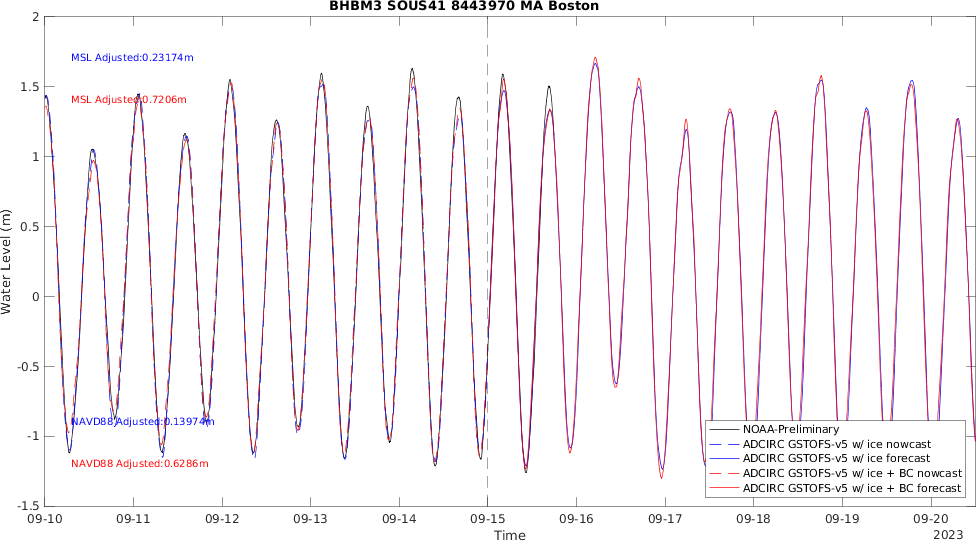 BHBM3 SOUS41 8443970 MA Boston
2
1.5
1
0.5
0
-0.5
-1
-1.5
Water Level (m)
MSL Adjusted:0.23174m
MSL Adjusted:0.7206m
NAVD88 Adjusted:0.13974m
NAVD88 Adjusted:0.6286m
NOAA-Preliminary
ADCIRC GSTOFS-v5 w/ ice nowcast
ADCIRC GSTOFS-v5 w/ ice forecast
ADCIRC GSTOFS-v5 w/ ice + BC nowcast
ADCIRC GSTOFS-v5 w/ ice + BC forecast
09-10 09-11 09-12 09-13 09-14 09-15 09-16 09-17 09-18 09-19 09-20
Time
2023